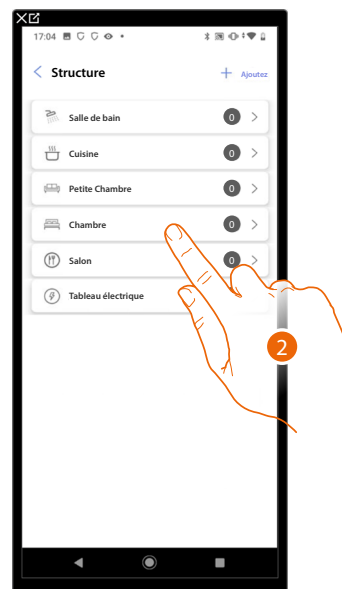 17:04
Structure
Ajoutez
Salle de bain 0
Cuisine 0
Petite Chambre 0
Chambre 0
Salon 0
Tableau électrique
2